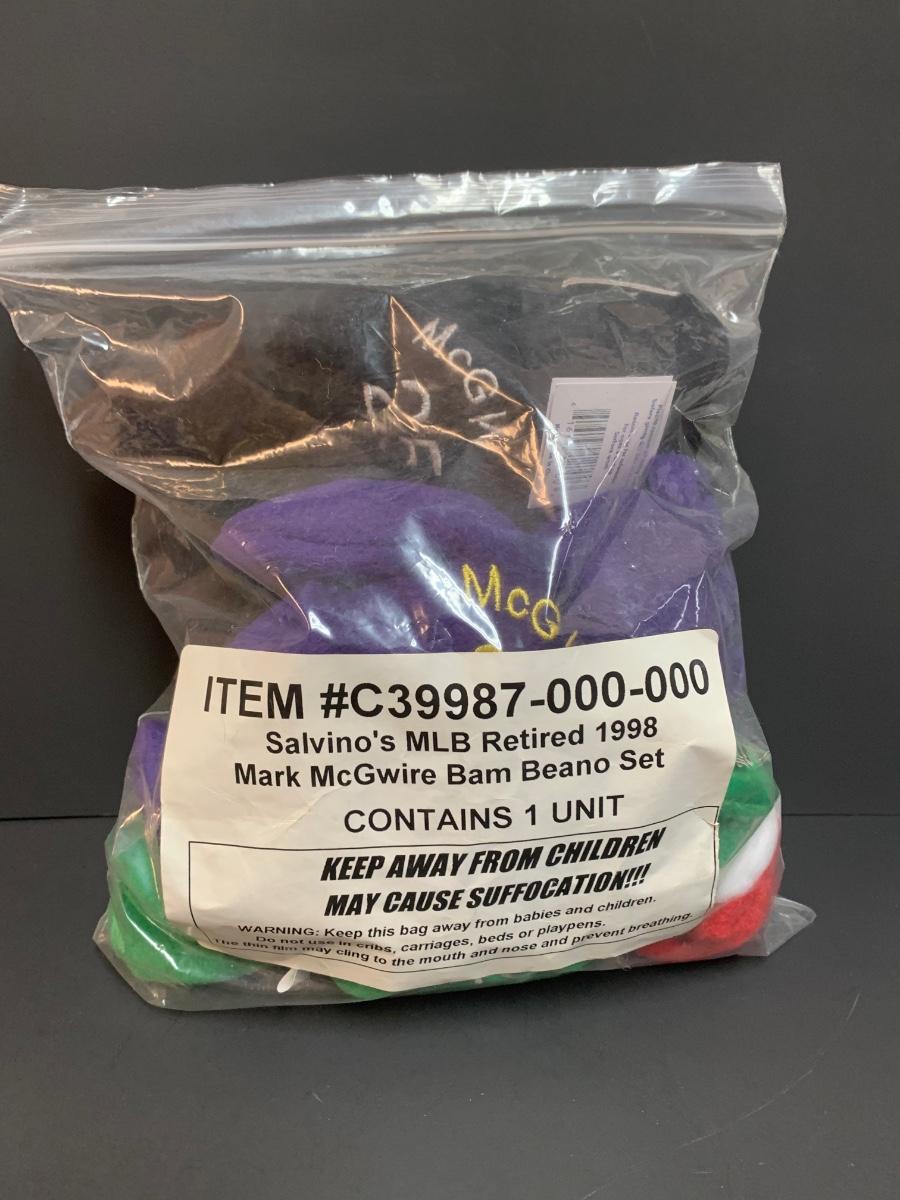 McG
McG
ITEM #C39987-000-000
Salvino's MLB Retired 1998
Mark McGwire Bam Beano Set
CONTAINS 1 UNIT
KEEP AWAY FROM CHILDREN
MAY CAUSE SUFFOCATION!!!
WARNING: Keep this bag away from babies and children.
Do not use in cribs, carriages, beds or playpens.
The thin film may cling to the mouth and nose and prevent breathing.